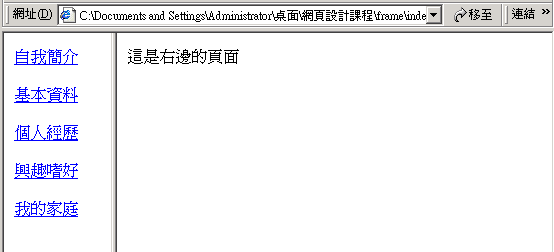 網址(D) C:\Documents and Settings\Administrator\桌面\網頁設計課程\frame\inde 移至 連結 »
自我簡介
這是右邊的頁面
基本資料
個人經歷
興趣嗜好
我的家庭